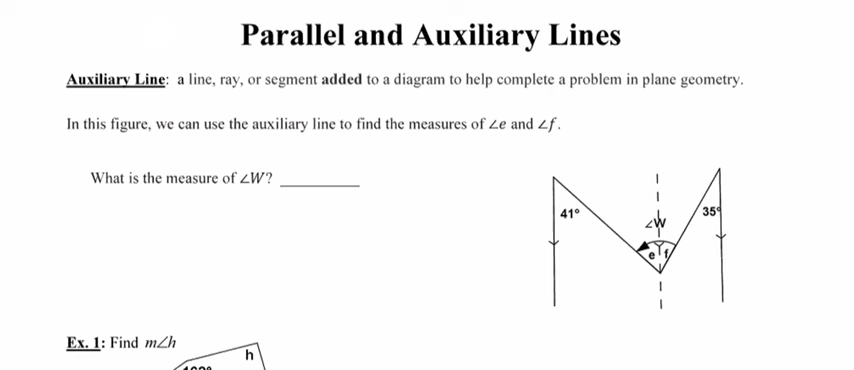 Parallel and Auxiliary Lines
Auxiliary Line: a line, ray, or segment added to a diagram to help complete a problem in plane geometry.
In this figure, we can use the auxiliary line to find the measures of ∠e and ∠f.
What is the measure of ∠W? __________
41°
∠W
35°
e
f
Ex. 1: Find m∠h
h